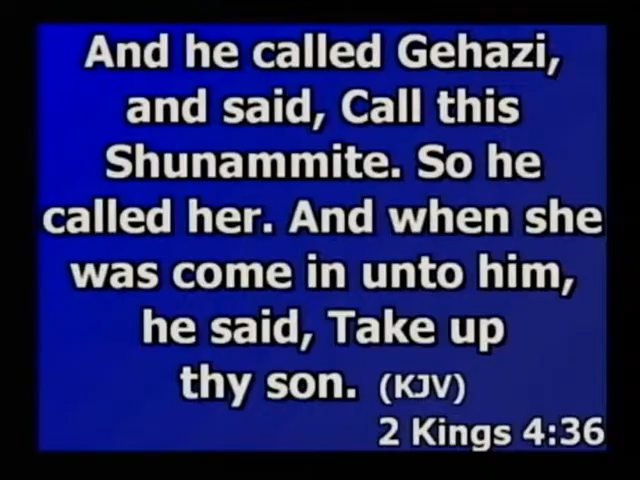 And he called Gehazi,
and said, Call this
Shunammite. So he
called her. And when she
was come in unto him,
he said, Take up
thy son. (KJV)
2 Kings 4:36